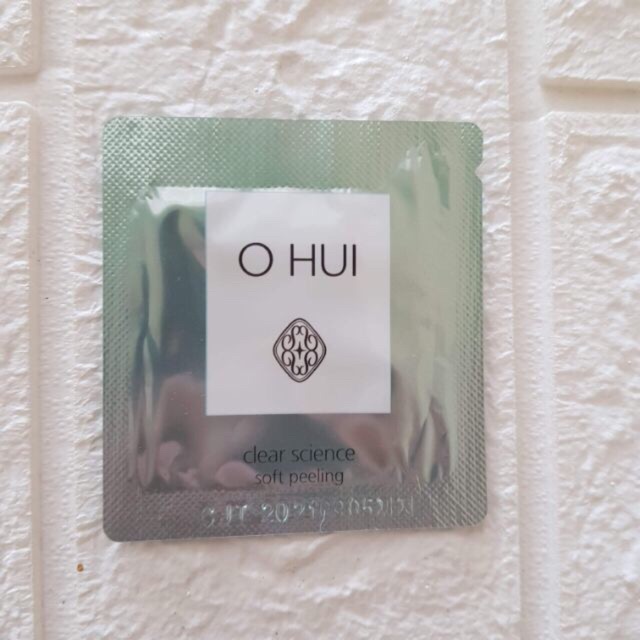 O HUI
clear science
soft peeling